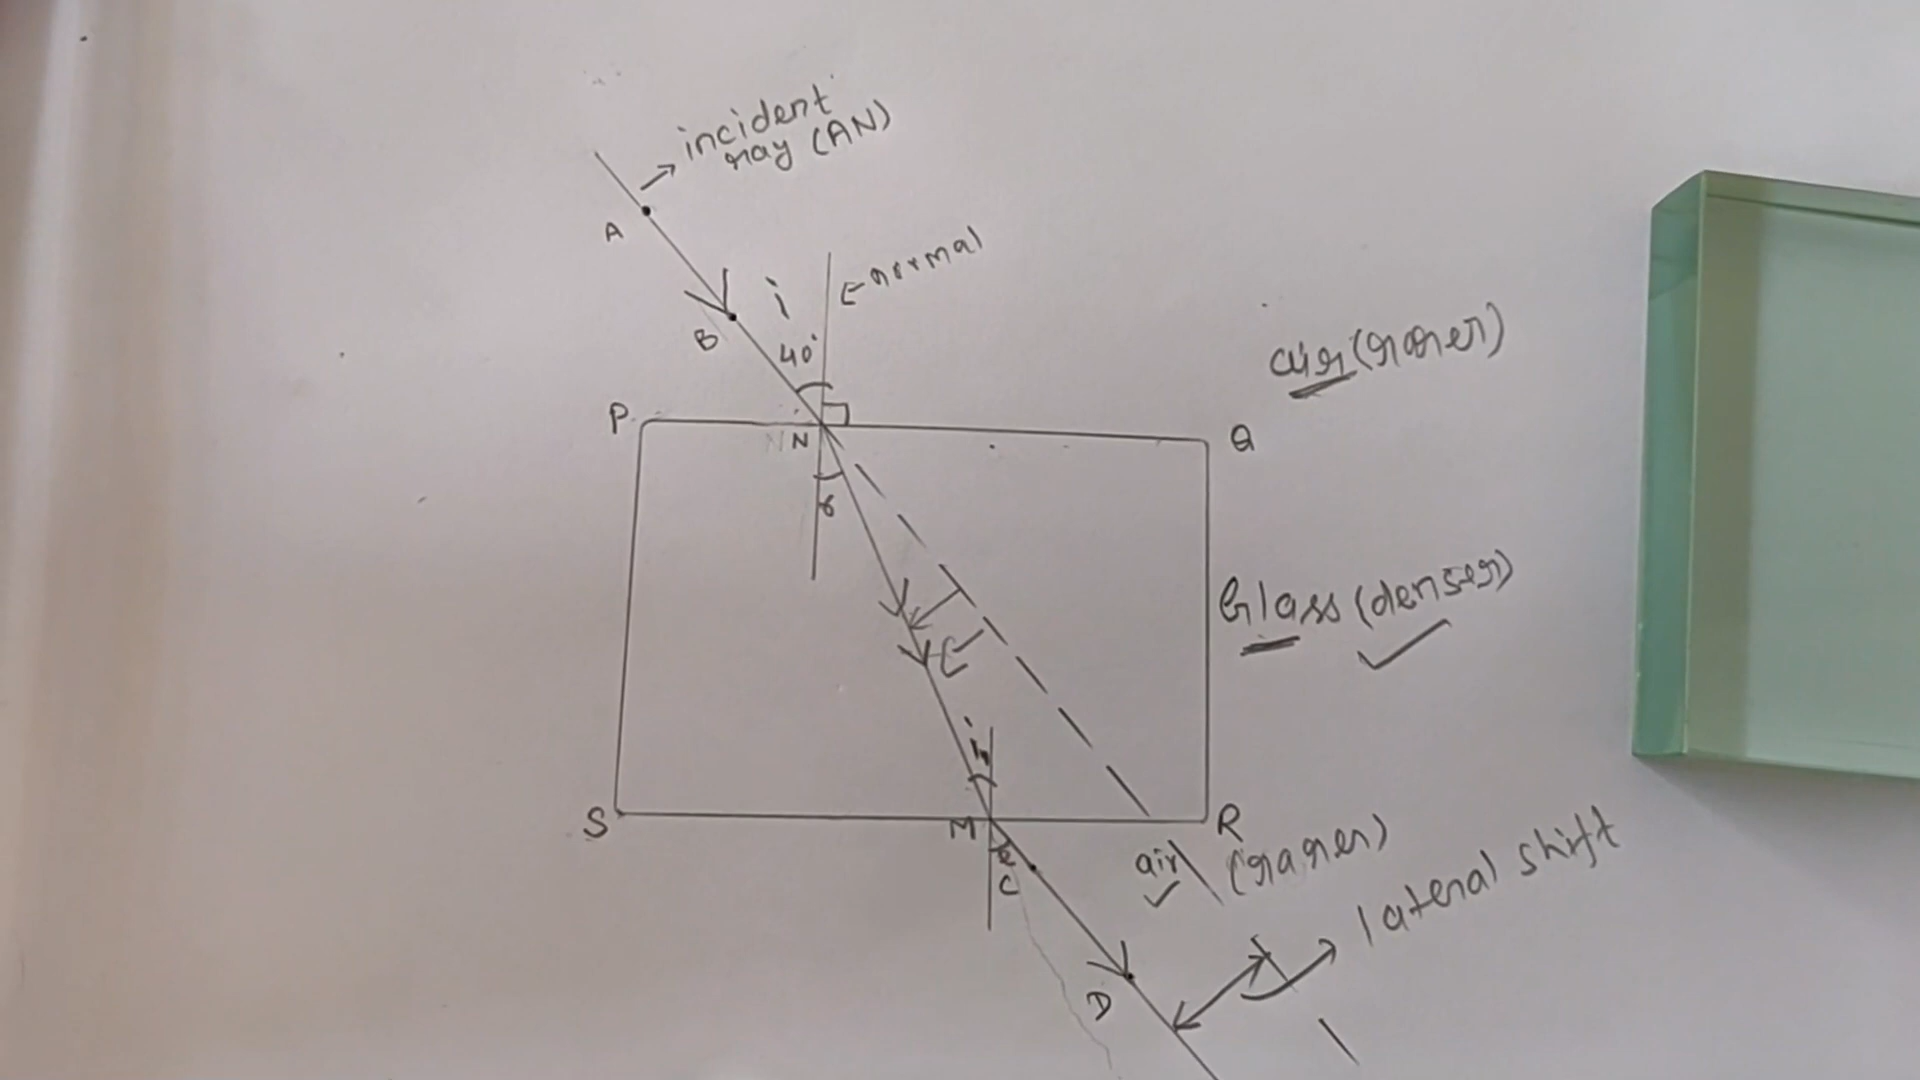 incident
ray (AN)
A
normal
i
B
40°
air (rarer)
P
N
Q
r
Glass (denser)
i
S
M
R
e
air (rarer)
C
lateral shift
D